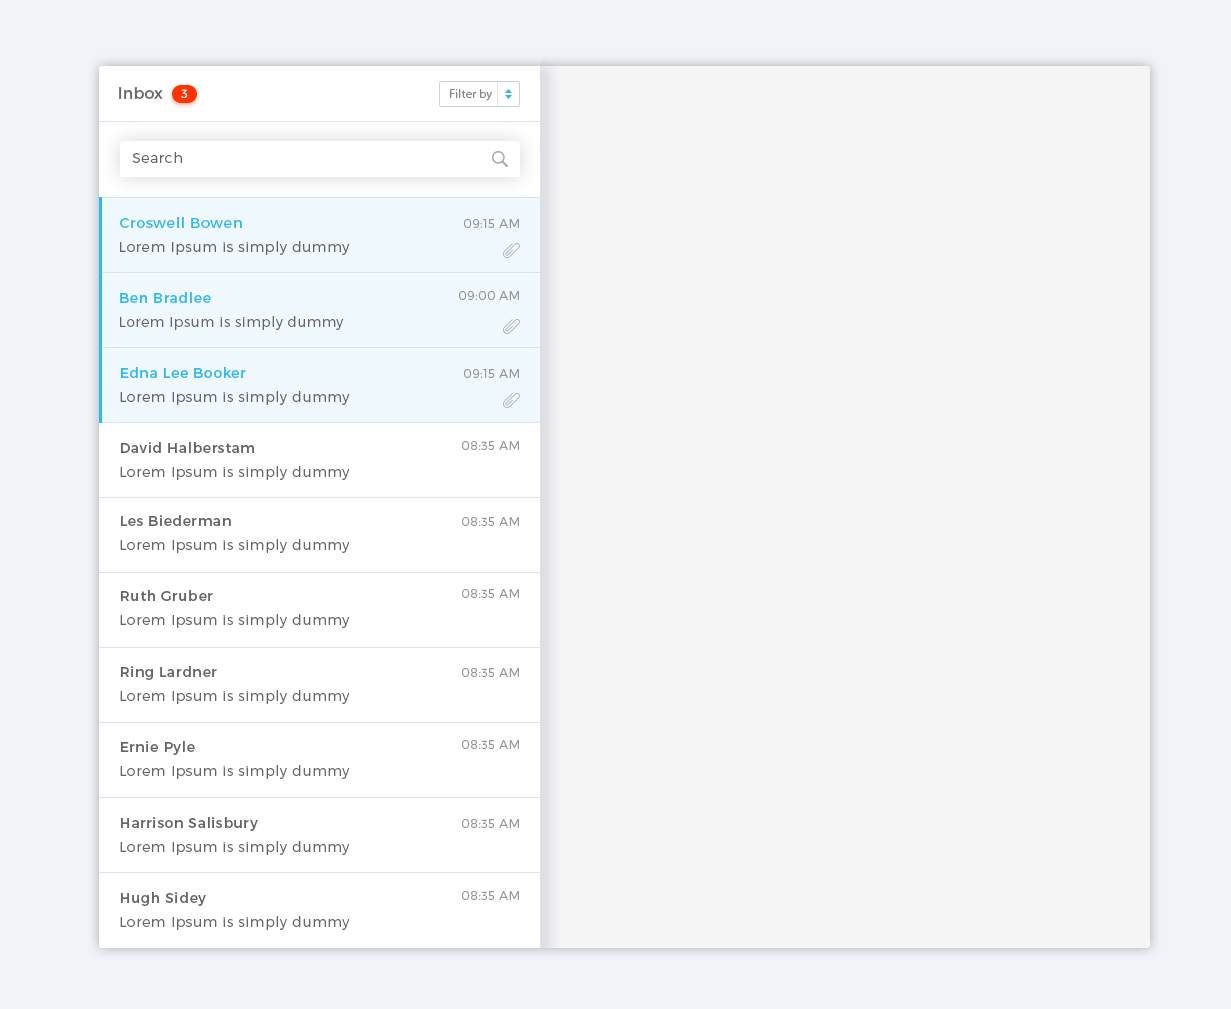 Inbox 3 Filter by
Search
Croswell Bowen 09:15 AM
Lorem Ipsum is simply dummy
Ben Bradlee 09:00 AM
Lorem Ipsum is simply dummy
Edna Lee Booker 09:15 AM
Lorem Ipsum is simply dummy
David Halberstam 08:35 AM
Lorem Ipsum is simply dummy
Les Biederman 08:35 AM
Lorem Ipsum is simply dummy
Ruth Gruber 08:35 AM
Lorem Ipsum is simply dummy
Ring Lardner 08:35 AM
Lorem Ipsum is simply dummy
Ernie Pyle 08:35 AM
Lorem Ipsum is simply dummy
Harrison Salisbury 08:35 AM
Lorem Ipsum is simply dummy
Hugh Sidey 08:35 AM
Lorem Ipsum is simply dummy